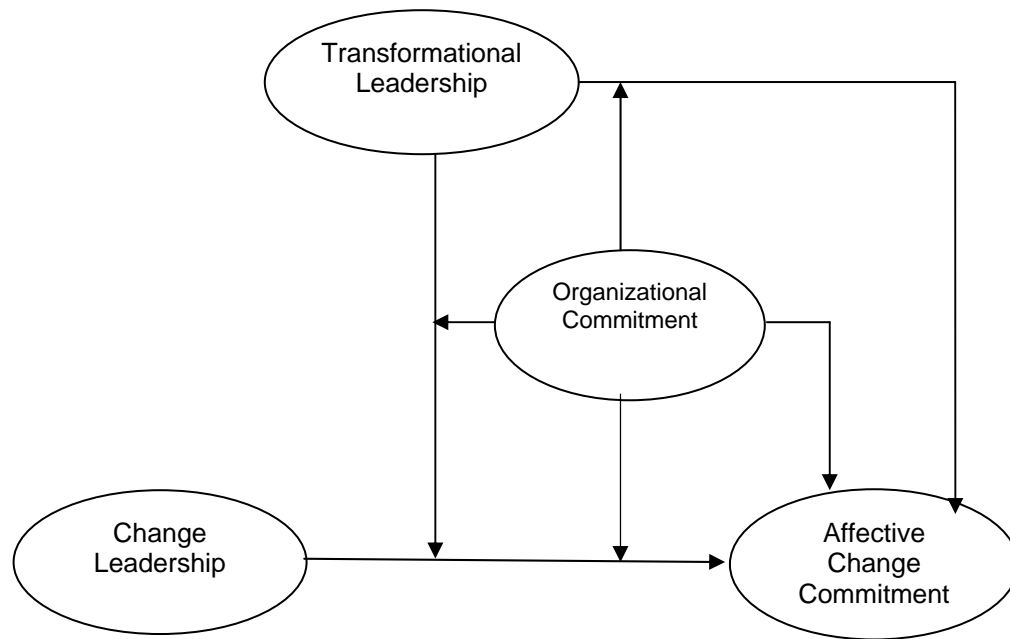 Transformational
Leadership
Organizational
Commitment
Change
Leadership
Affective
Change
Commitment